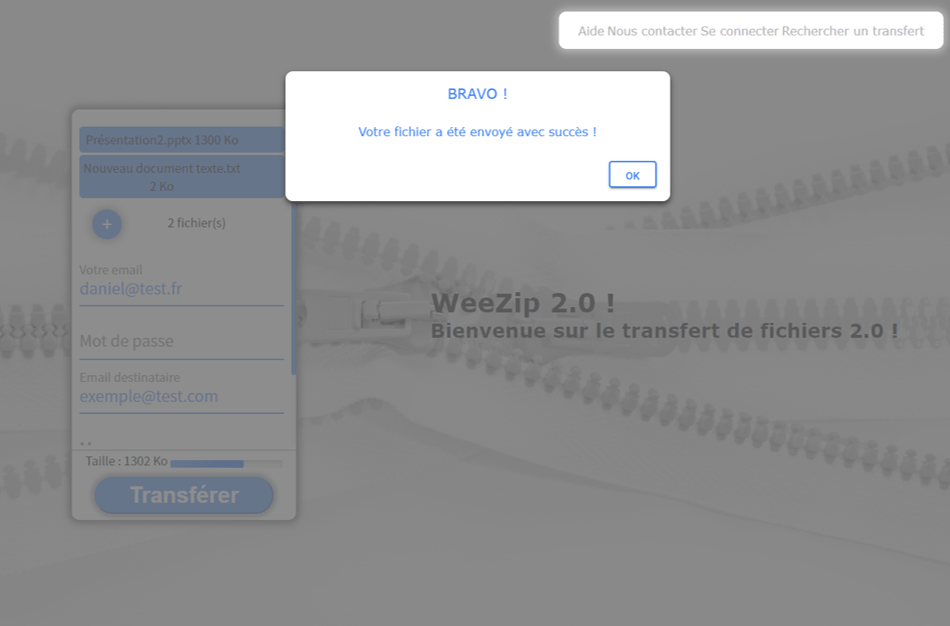 Aide Nous contacter Se connecter Rechercher un transfert
BRAVO !
Votre fichier a été envoyé avec succès !
OK
Présentation2.pptx 1300 Ko
Nouveau document texte.txt
2 Ko
+
2 fichier(s)
Votre email
daniel@test.fr
Mot de passe
Email destinataire
exemple@test.com
Taille : 1302 Ko
Transférer
WeeZip 2.0 !
Bienvenue sur le transfert de fichiers 2.0 !